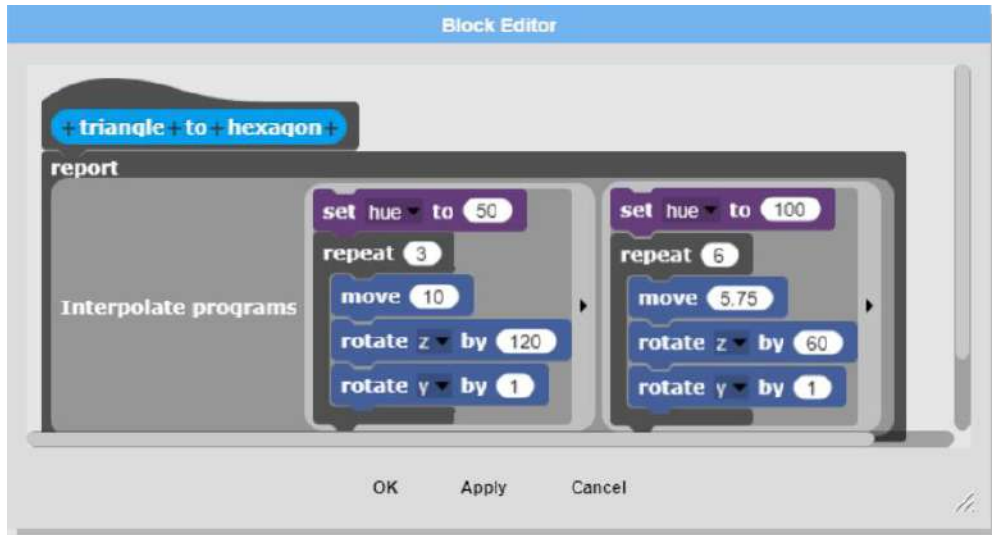 Block Editor
+triangle+to+hexagon+
report
set hue to 50
set hue to 100
repeat 3
repeat 6
Interpolate programs
move 10
move 5.75
rotate z by 120
rotate z by 60
rotate y by 1
rotate y by 1
OK Apply Cancel